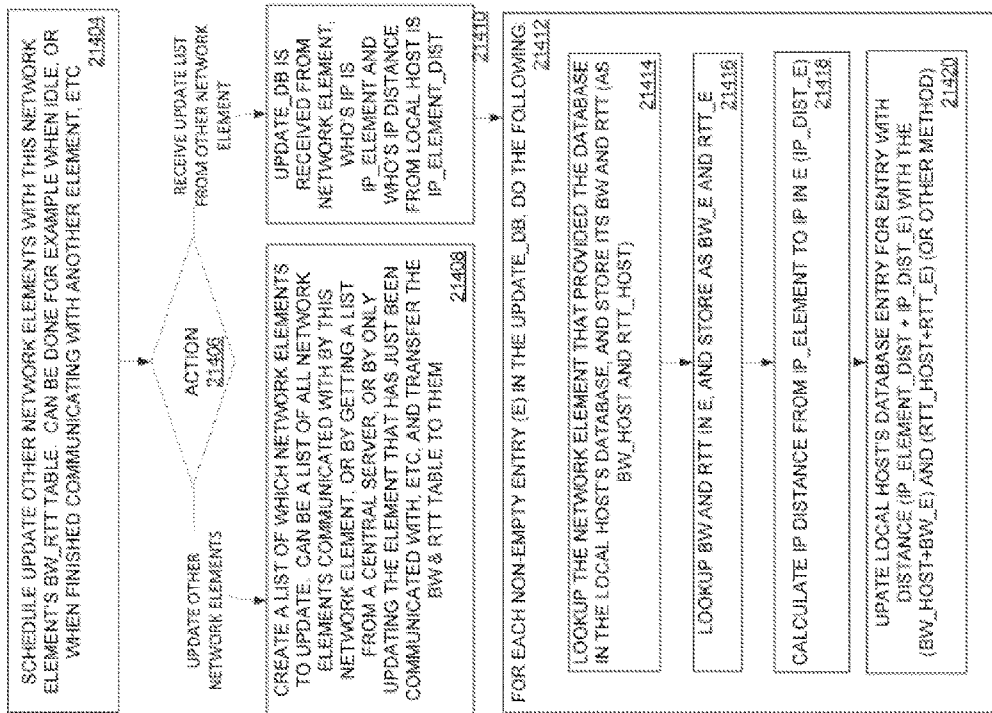 SCHEDULE UPDATE OTHER NETWORK ELEMENTS WITH THIS NETWORK
ELEMENT'S BW_RTT TABLE. CAN BE DONE FOR EXAMPLE WHEN IDLE, OR
WHEN FINISHED COMMUNICATING WITH ANOTHER ELEMENT, ETC
21404
ACTION
21406
UPDATE OTHER
NETWORK ELEMENTS
RECEIVE UPDATE LIST
FROM OTHER NETWORK
ELEMENT
CREATE A LIST OF WHICH NETWORK ELEMENTS
TO UPDATE. CAN BE A LIST OF ALL NETWORK
ELEMENTS COMMUNICATED WITH BY THIS
NETWORK ELEMENT, OR BY GETTING A LIST
FROM A CENTRAL SERVER, OR BY ONLY
UPDATING THE ELEMENT THAT HAS JUST BEEN
COMMUNICATED WITH, ETC. AND TRANSFER THE
BW & RTT TABLE TO THEM
21408
UPDATE_DB IS
RECEIVED FROM
NETWORK ELEMENT,
WHO'S IP IS
IP_ELEMENT AND
WHO'S IP DISTANCE
FROM LOCAL HOST IS
IP_ELEMENT_DIST
21410
FOR EACH NON-EMPTY ENTRY (E) IN THE UPDATE_DB, DO THE FOLLOWING:
21412
LOOKUP THE NETWORK ELEMENT THAT PROVIDED THE DATABASE
IN THE LOCAL HOST'S DATABASE, AND STORE ITS BW AND RTT (AS
BW_HOST AND RTT_HOST)
21414
LOOKUP BW AND RTT IN E, AND STORE AS BW_E AND RTT_E
21416
CALCULATE IP DISTANCE FROM IP_ELEMENT TO IP IN E (IP_DIST_E)
21418
UPATE LOCAL HOST'S DATABASE ENTRY FOR ENTRY WITH
DISTANCE (IP_ELEMENT_DIST + IP_DIST_E) WITH THE
(BW_HOST+BW_E) AND (RTT_HOST+RTT_E) (OR OTHER METHOD)
21420